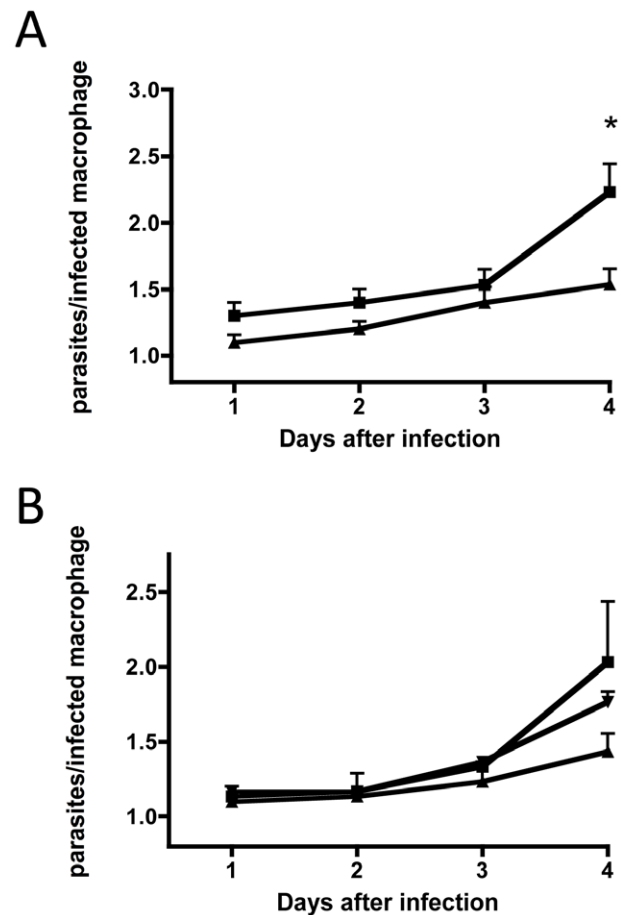 A
parasites/infected macrophage
3.0
2.5
2.0
1.5
1.0
*
1 2 3 4
Days after infection
B
parasites/infected macrophage
2.5
2.0
1.5
1.0
1 2 3 4
Days after infection